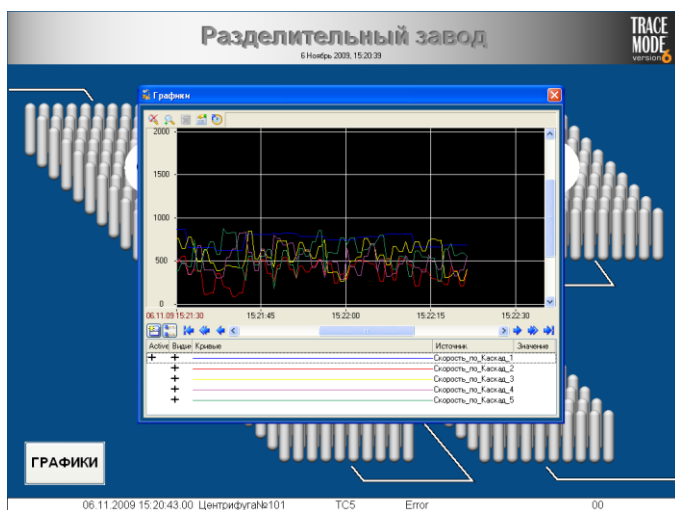 Разделительный завод
6 Ноябрь 2009, 15:20:39
TRACE
MODE
version 6
Графики
2000
1500
1000
500
0
06.11.09 15:21:30 15:21:45 15:22:00 15:22:15 15:22:30
Active Види Кривые Источник Значение
Скорость_по_Каскад_1
Скорость_по_Каскад_2
Скорость_по_Каскад_3
Скорость_по_Каскад_4
Скорость_по_Каскад_5
ГРАФИКИ
06.11.2009 15:20:43.00 Центрифуга№101 TC5 Error 00